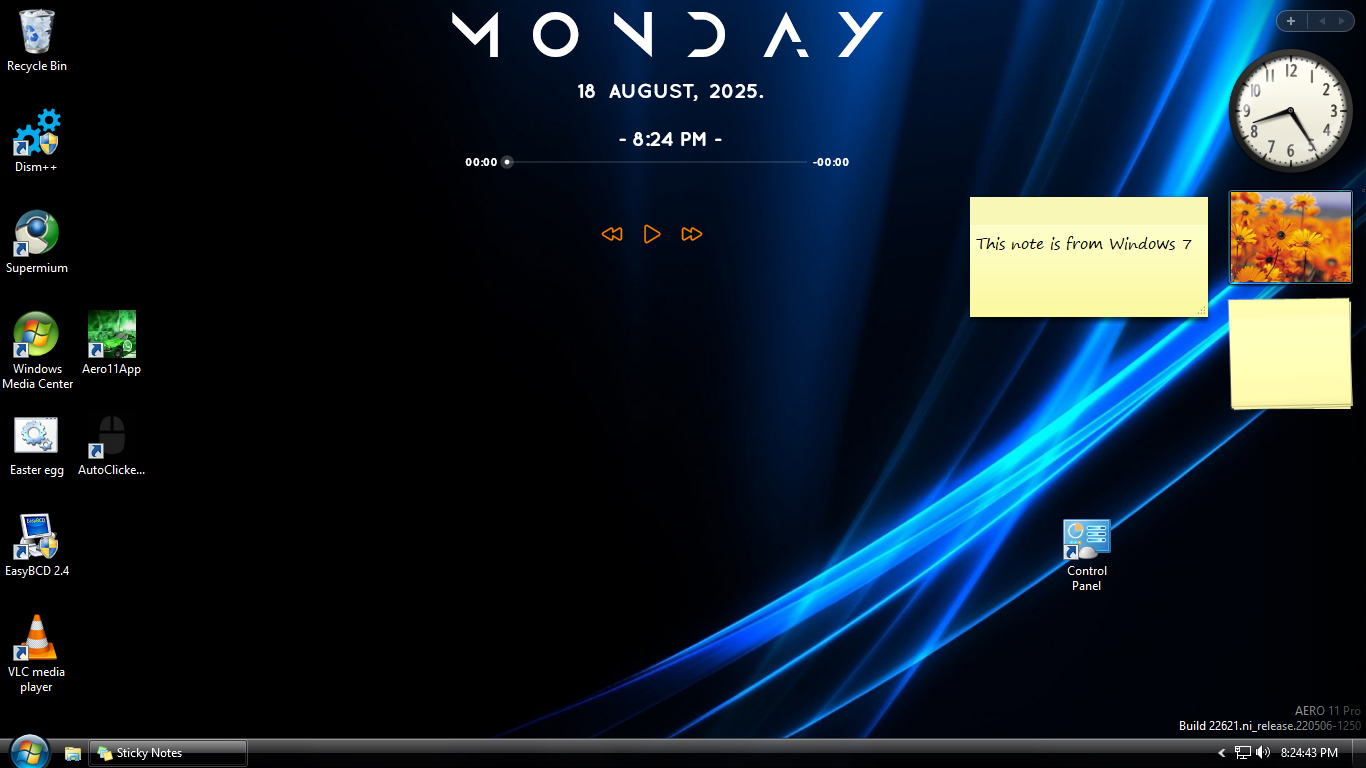 MONDAY
18 AUGUST, 2025.
- 8:24 PM -
00:00 -00:00
12
11 1
10 2
9 3
8 4
7 5
6
This note is from Windows 7
Recycle Bin
Dism++
Supermium
Windows
Media Center
Aero11App
Easter egg
AutoClicke...
EasyBCD
EasyBCD 2.4
VLC media
player
Control
Panel
AERO 11 Pro
Build 22621.ni_release.220506-1250
Sticky Notes
8:24:43 PM